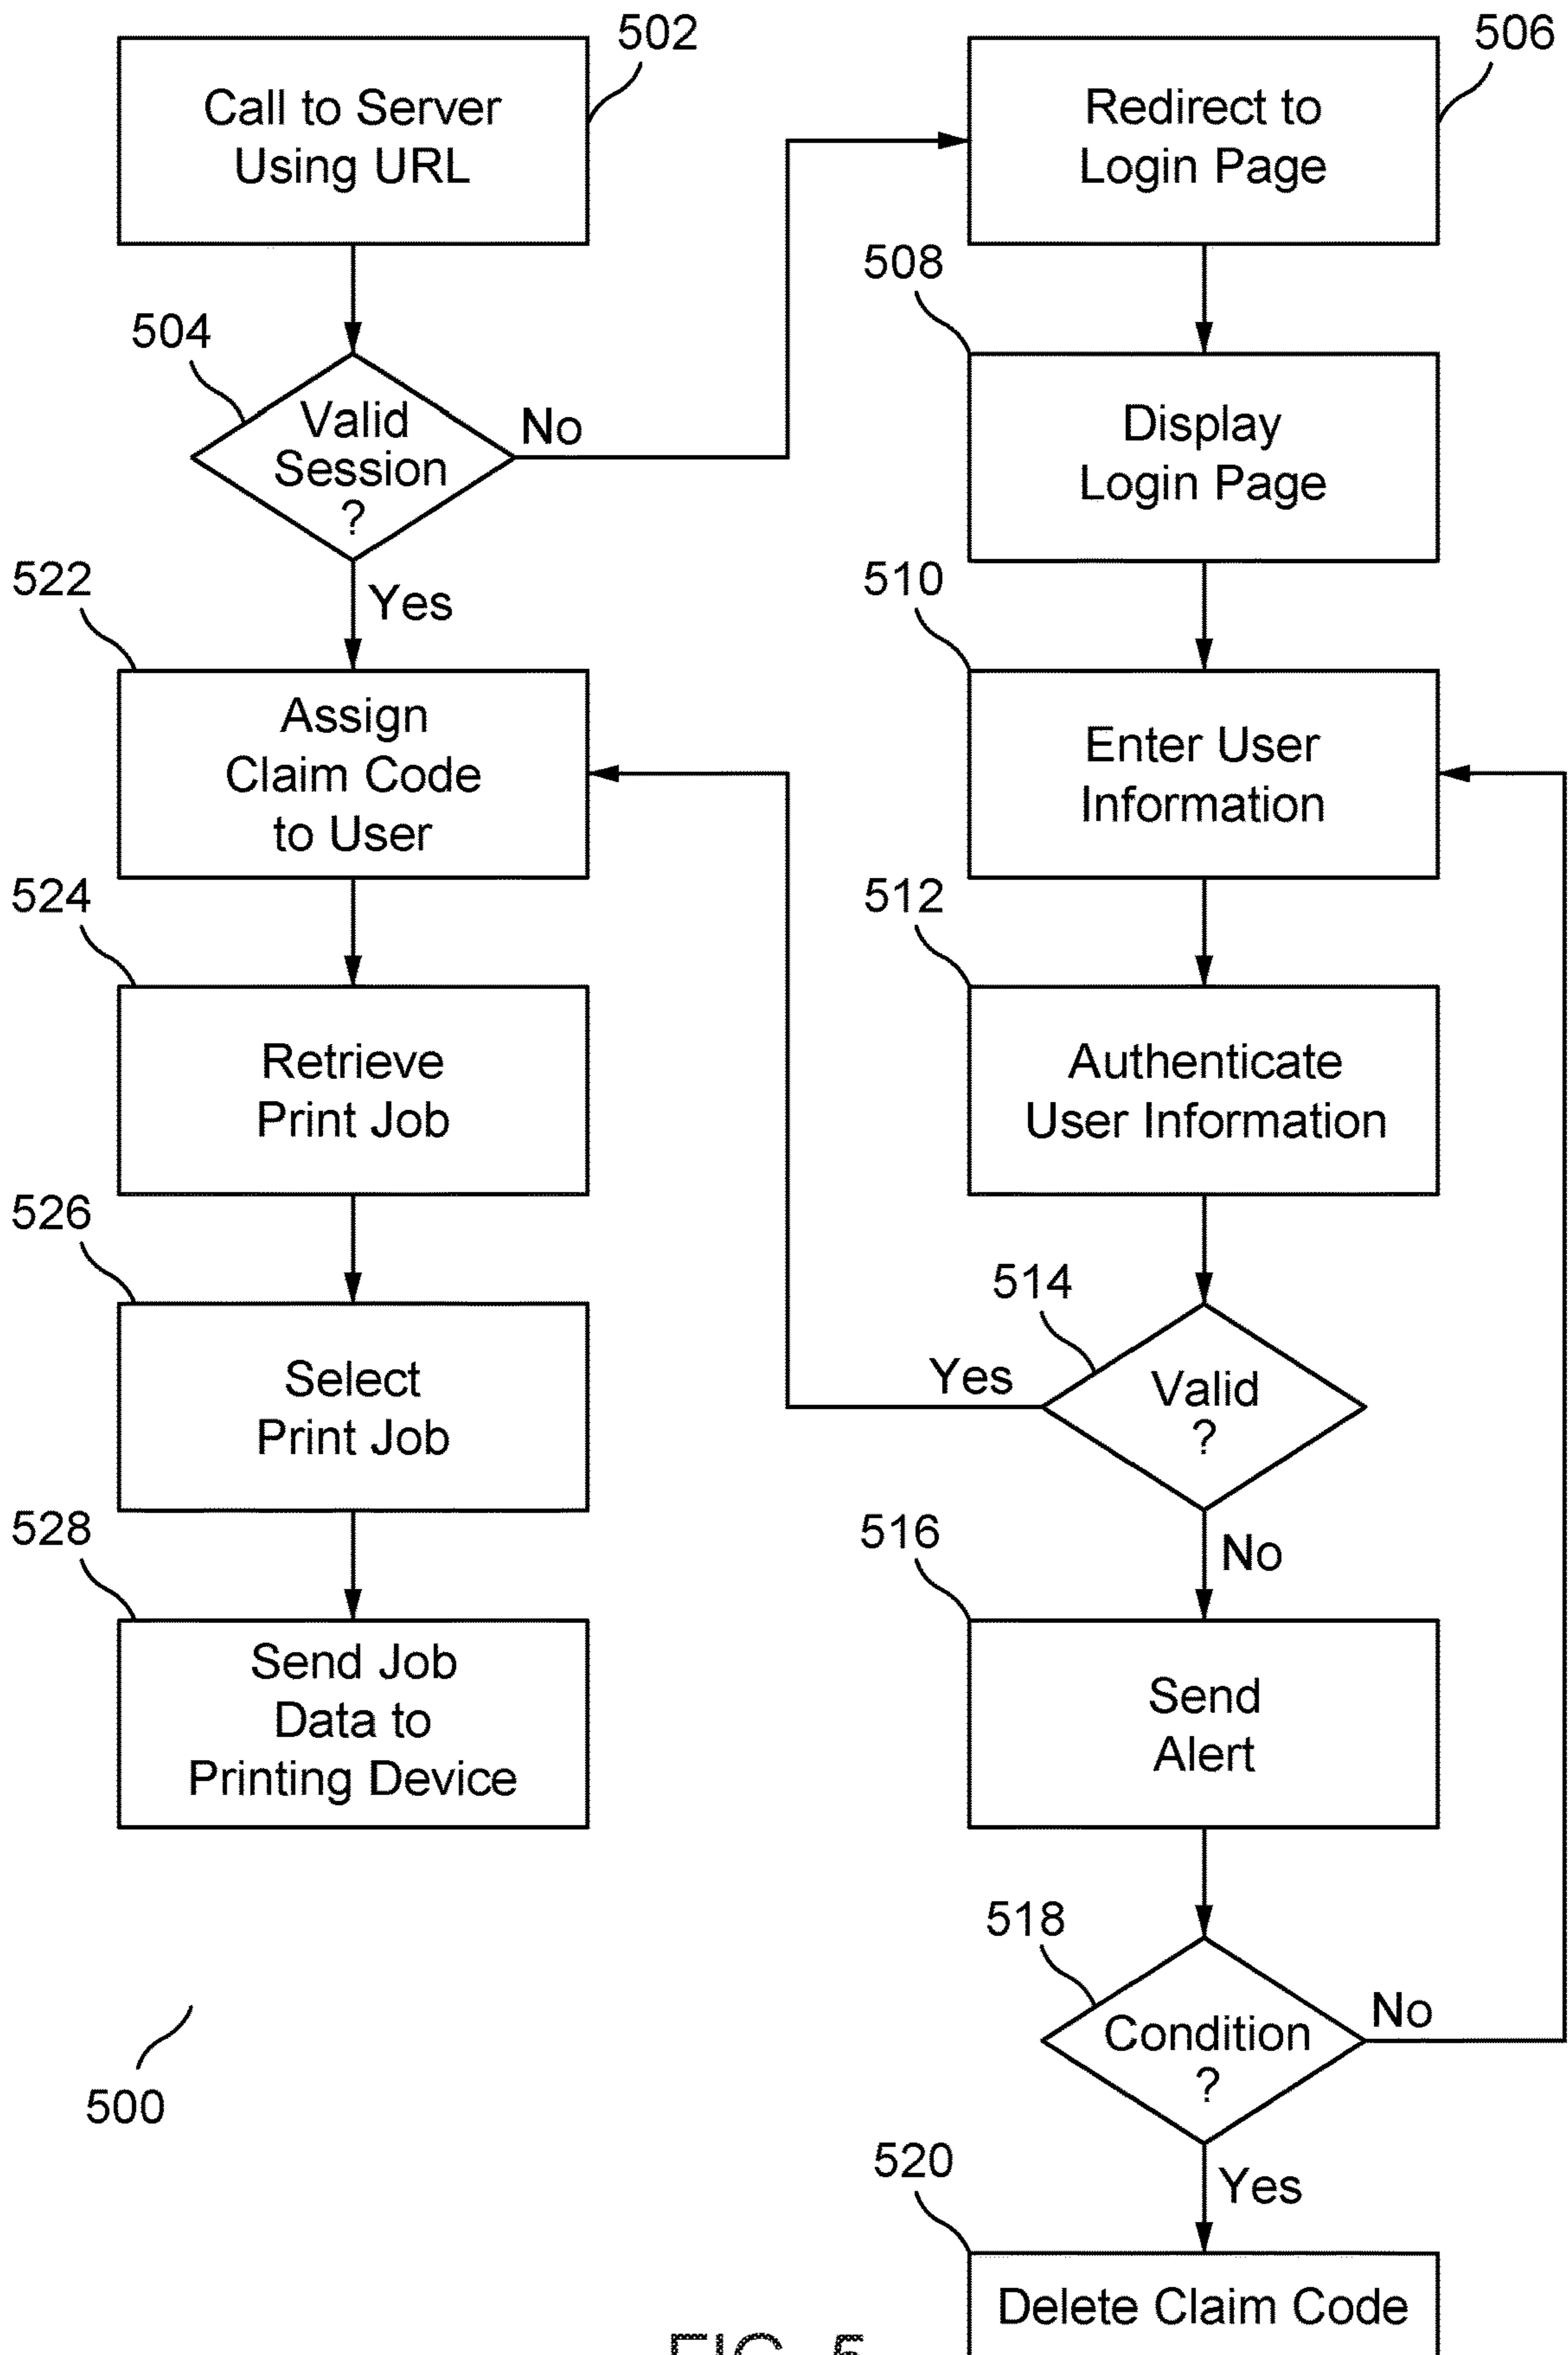 502
Call to Server
Using URL
504
Valid
Session
?
No
Yes
506
Redirect to
Login Page
508
Display
Login Page
510
Enter User
Information
512
Authenticate
User Information
514
Valid
?
Yes
No
516
Send
Alert
518
Condition
?
No
Yes
520
Delete Claim Code
522
Assign
Claim Code
to User
524
Retrieve
Print Job
526
Select
Print Job
528
Send Job
Data to
Printing Device
500
FIG. 5